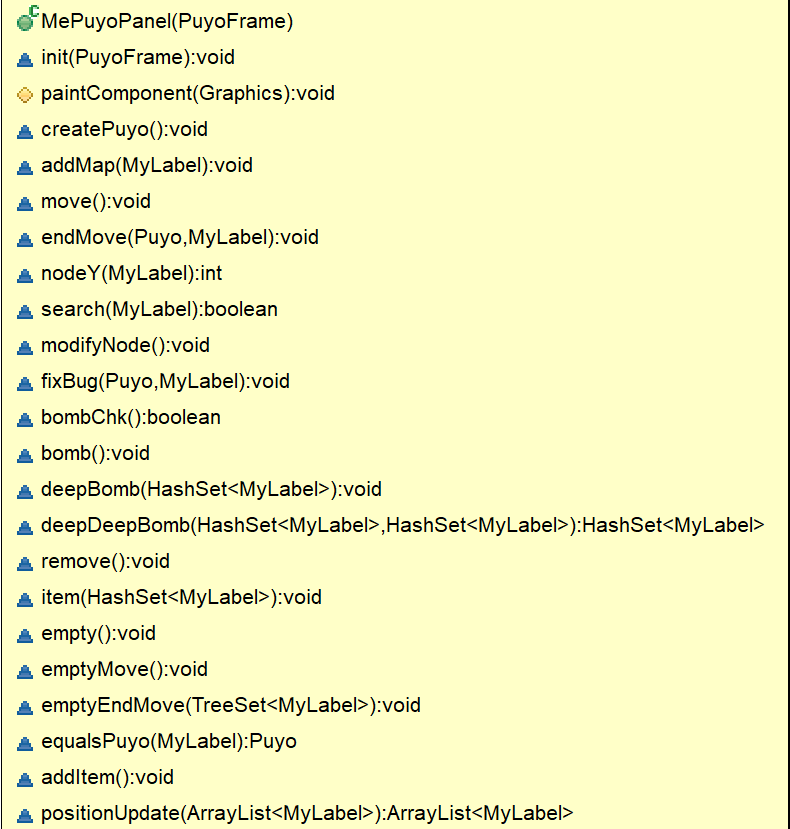 MePuyoPanel(PuyoFrame)
init(PuyoFrame):void
paintComponent(Graphics):void
createPuyo():void
addMap(MyLabel):void
move():void
endMove(Puyo,MyLabel):void
nodeY(MyLabel):int
search(MyLabel):boolean
modifyNode():void
fixBug(Puyo,MyLabel):void
bombChk():boolean
bomb():void
deepBomb(HashSet<MyLabel>):void
deepDeepBomb(HashSet<MyLabel>,HashSet<MyLabel>):HashSet<MyLabel>
remove():void
item(HashSet<MyLabel>):void
empty():void
emptyMove():void
emptyEndMove(TreeSet<MyLabel>):void
equalsPuyo(MyLabel):Puyo
addItem():void
positionUpdate(ArrayList<MyLabel>):ArrayList<MyLabel>